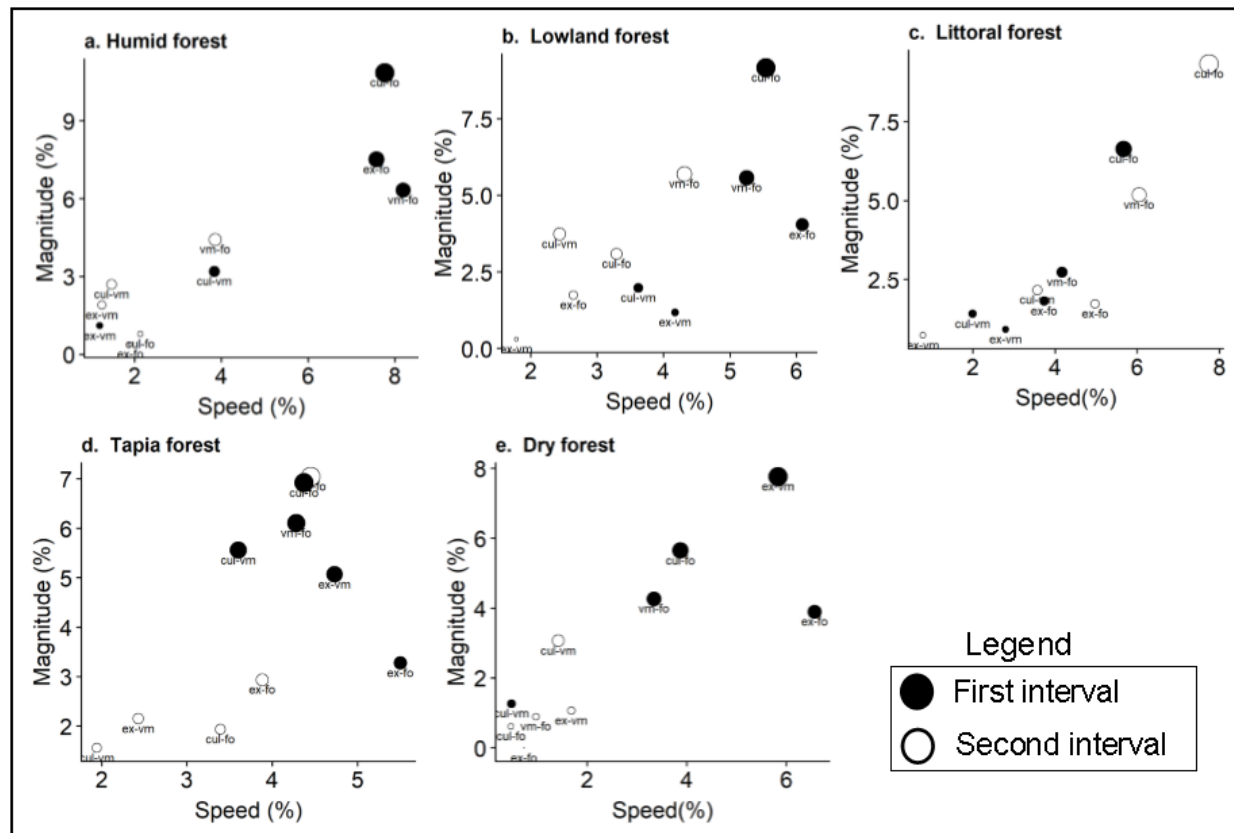 a. Humid forest
Magnitude (%)
9
6
3
0
cul-fo
ex-fo
vm-fo
vm-fo
cul-vm
cul-vm
ex-vm
ex-vm
cul-fo
ex-fo
2
4
6
8
Speed (%)
b. Lowland forest
Magnitude (%)
7.5
5.0
2.5
0.0
cul-fo
vm-fo
vm-fo
ex-fo
cul-vm
cul-fo
ex-fo
cul-vm
ex-vm
ex-vm
2
3
4
5
6
Speed (%)
c. Littoral forest
Magnitude (%)
7.5
5.0
2.5
cul-fo
cul-fo
vm-fo
vm-fo
cul-vm
ex-fo
ex-fo
cul-vm
ex-vm
ex-vm
2
4
6
8
Speed(%)
d. Tapia forest
Magnitude (%)
7
6
5
4
3
2
cul-fo
vm-fo
cul-vm
ex-vm
ex-fo
ex-fo
ex-vm
cul-fo
cul-vm
2
3
4
5
Speed (%)
e. Dry forest
Magnitude (%)
8
6
4
2
0
ex-vm
cul-fo
vm-fo
ex-fo
cul-vm
cul-vm
ex-vm
vm-fo
cul-fo
ex-fo
2
4
6
Speed(%)
Legend
First interval
Second interval